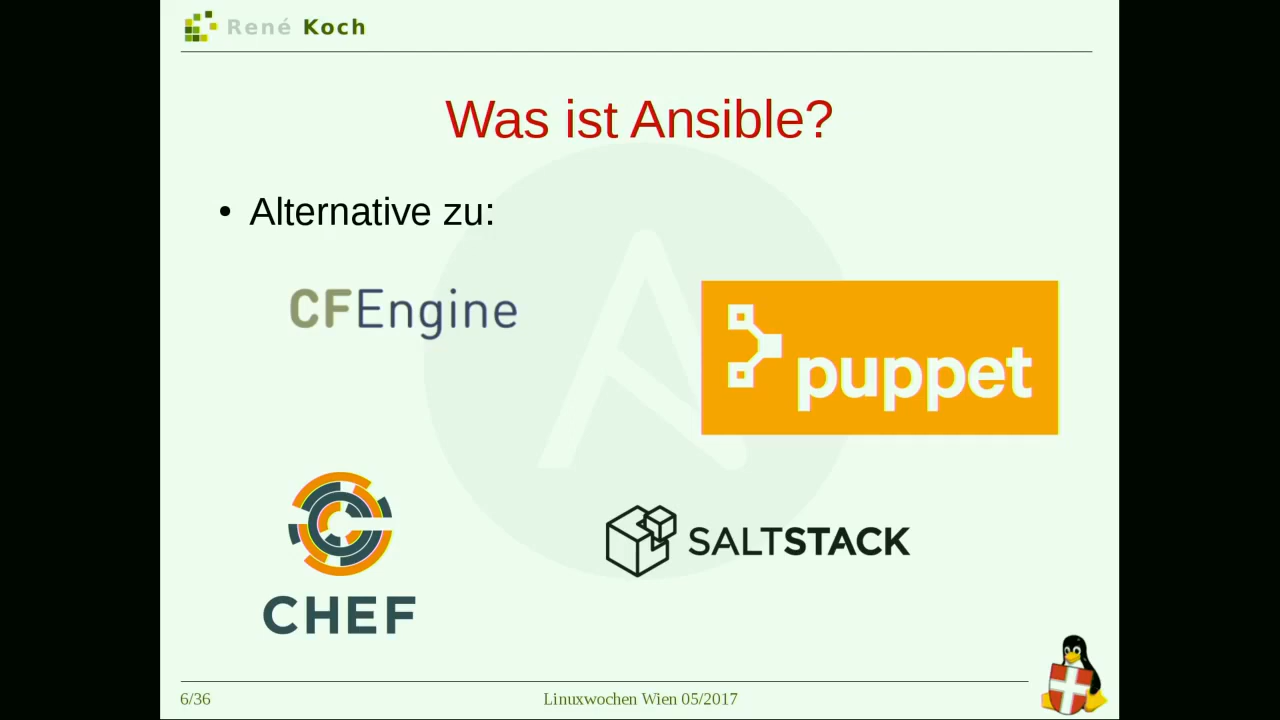 René Koch
Was ist Ansible?
• Alternative zu:
CFEngine
puppet
CHEF
SALTSTACK
6/36
Linuxwochen Wien 05/2017